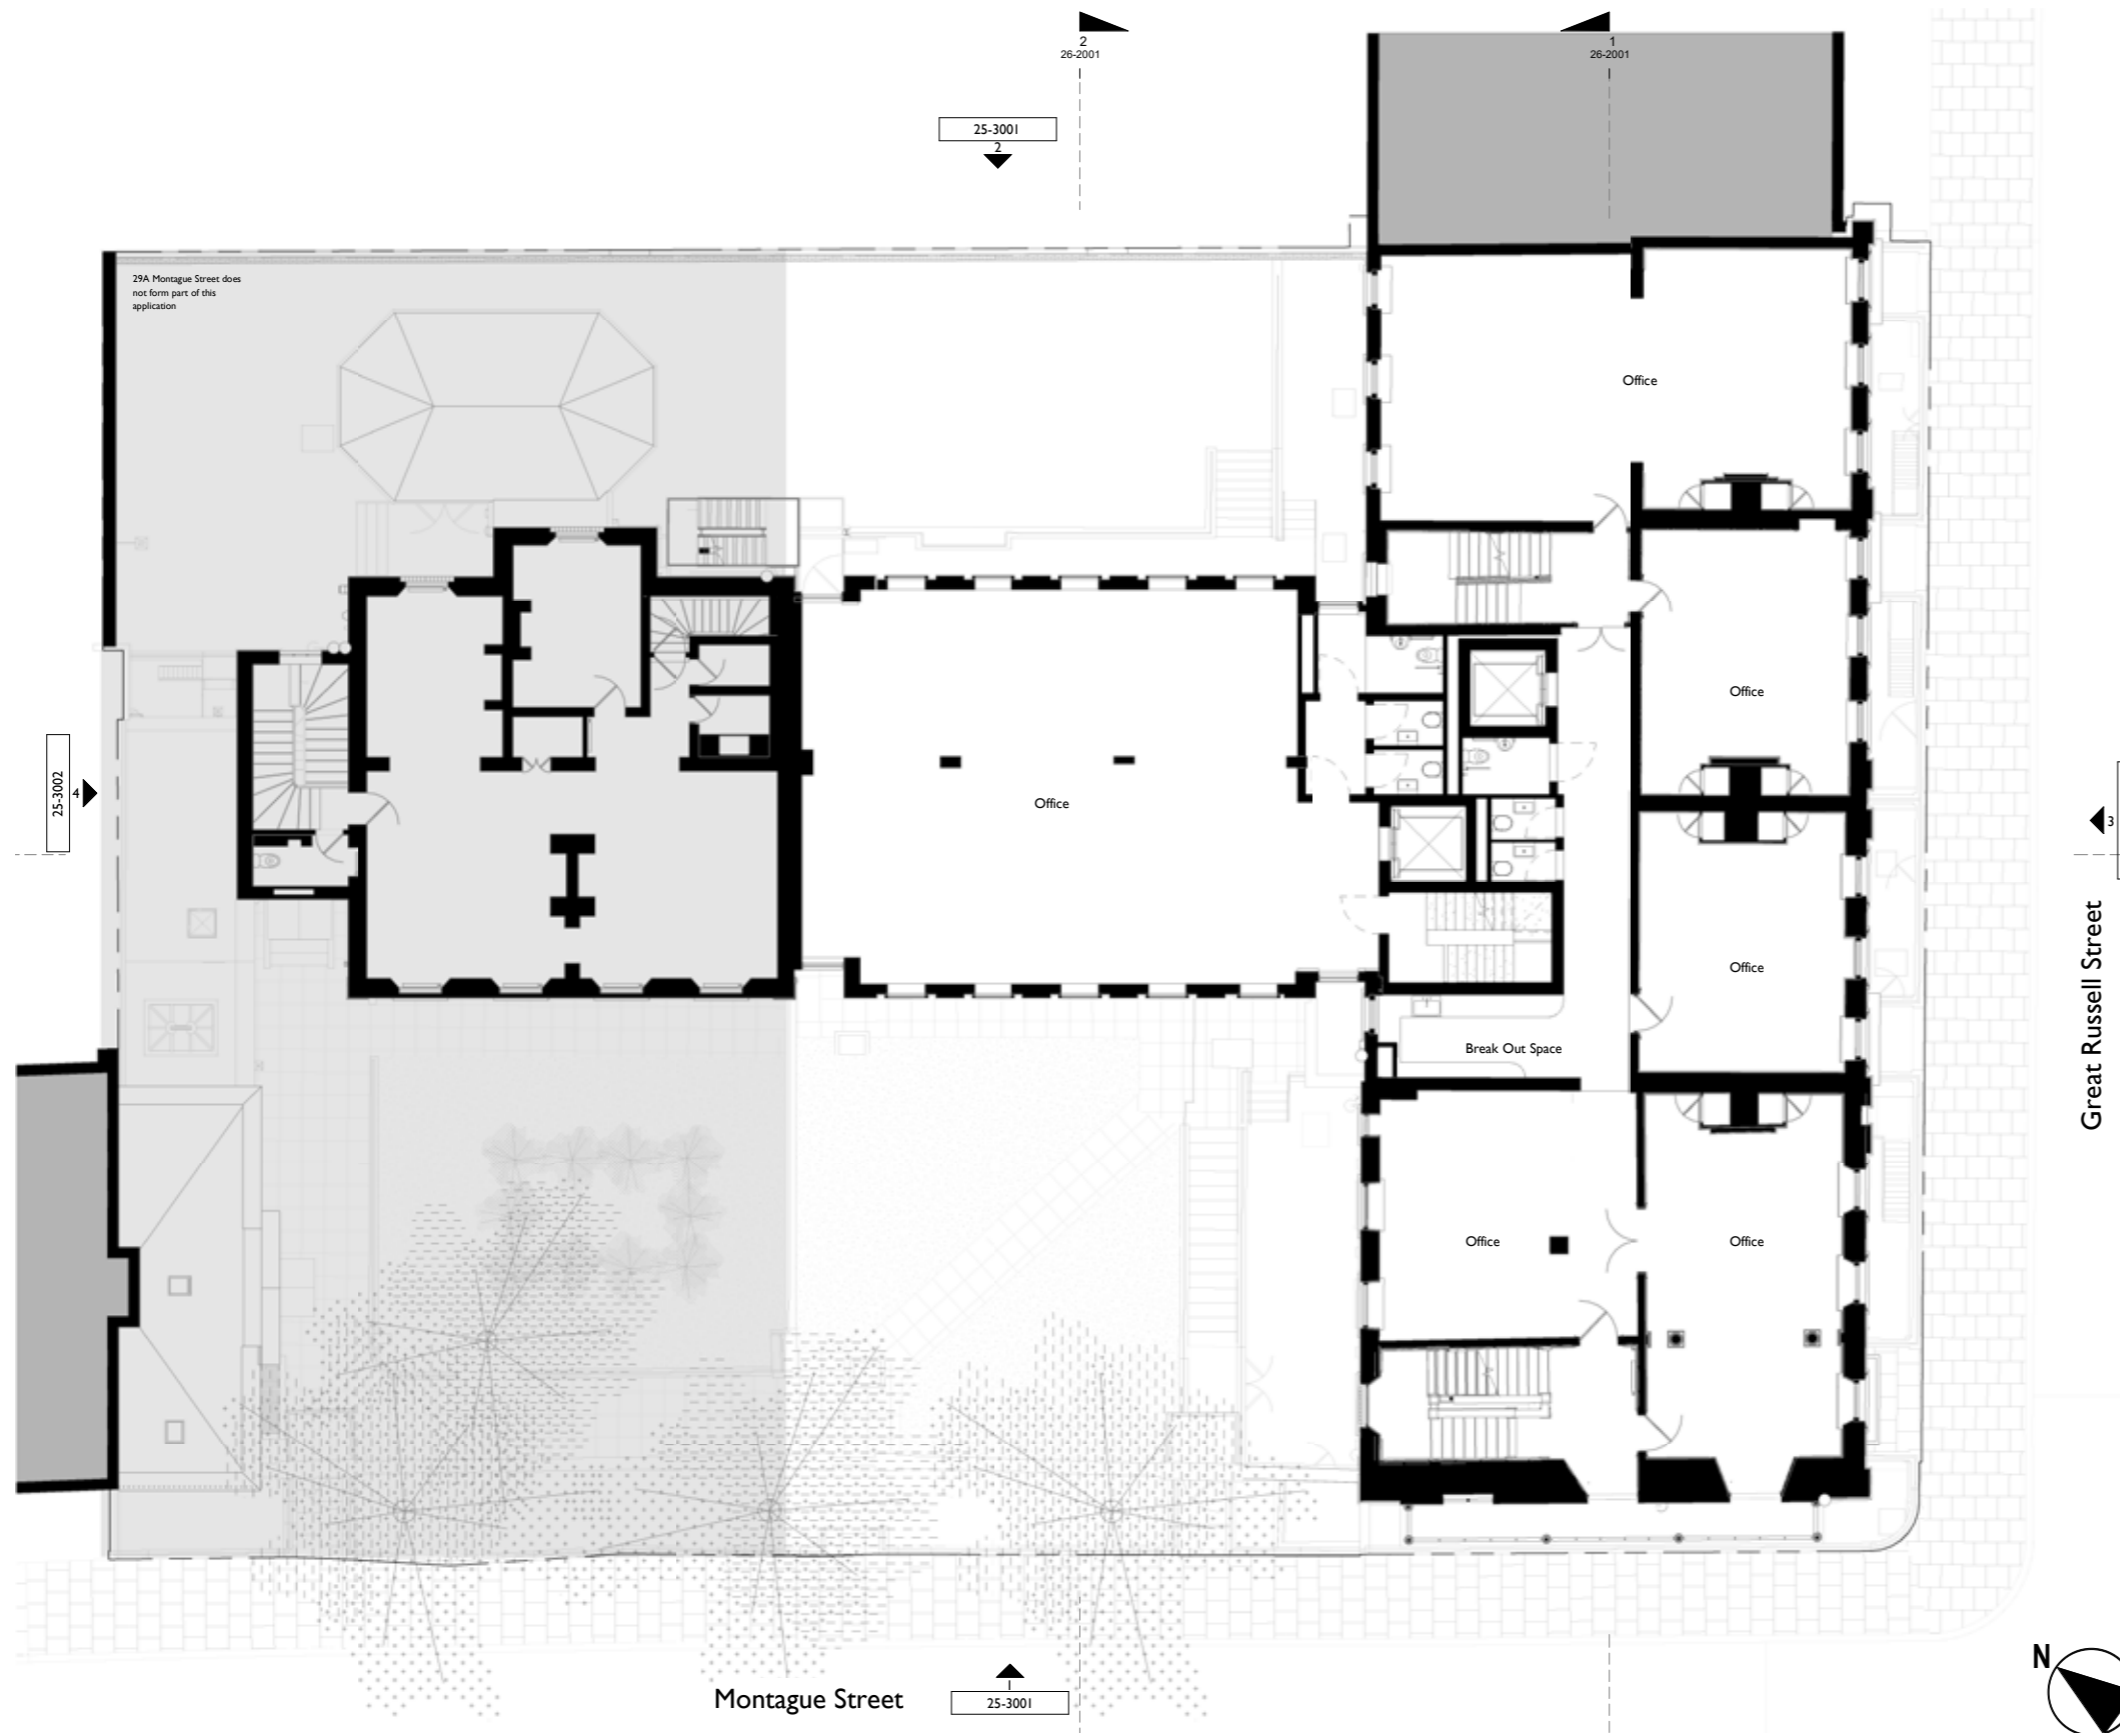 2
26-2001
1
26-2001
25-3001
2
29A Montague Street does
not form part of this
application
Office
Office
25-3002
4
Office
3
Office
Great Russell Street
Break Out Space
Office
Office
N
Montague Street
1
25-3001